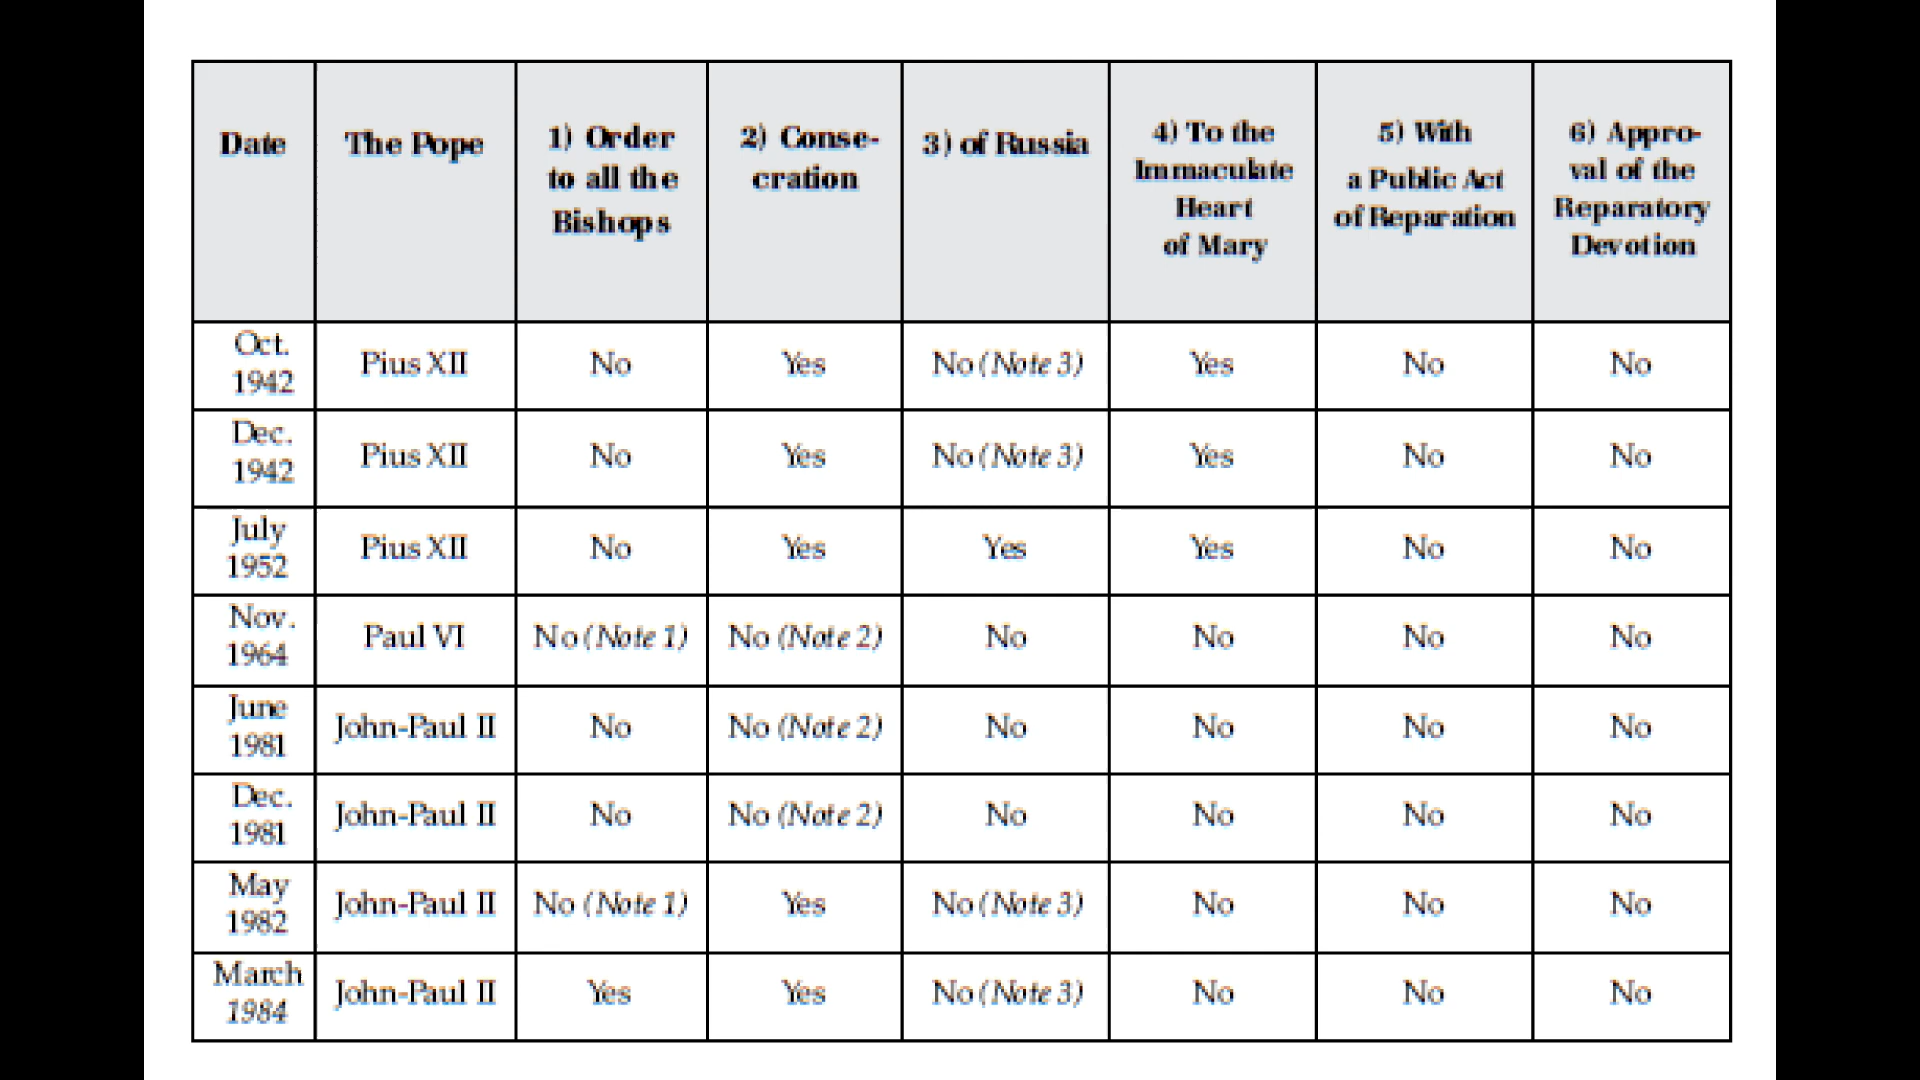 Date
The Pope
1) Order
to all the
Bishops
2) Conse-
cration
3) of Russia
4) To the
Immaculate
Heart
of Mary
5) With
a Public Act
of Reparation
6) Appro-
val of the
Reparatory
Devotion
Oct.
1942
Pius XII
No
Yes
No (Note 3)
Yes
No
No
Dec.
1942
Pius XII
No
Yes
No (Note 3)
Yes
No
No
July
1952
Pius XII
No
Yes
Yes
Yes
No
No
Nov.
1964
Paul VI
No (Note 1)
No (Note 2)
No
No
No
No
June
1981
John-Paul II
No
No (Note 2)
No
No
No
No
Dec.
1981
John-Paul II
No
No (Note 2)
No
No
No
No
May
1982
John-Paul II
No (Note 1)
Yes
No (Note 3)
No
No
No
March
1984
John-Paul II
Yes
Yes
No (Note 3)
No
No
No